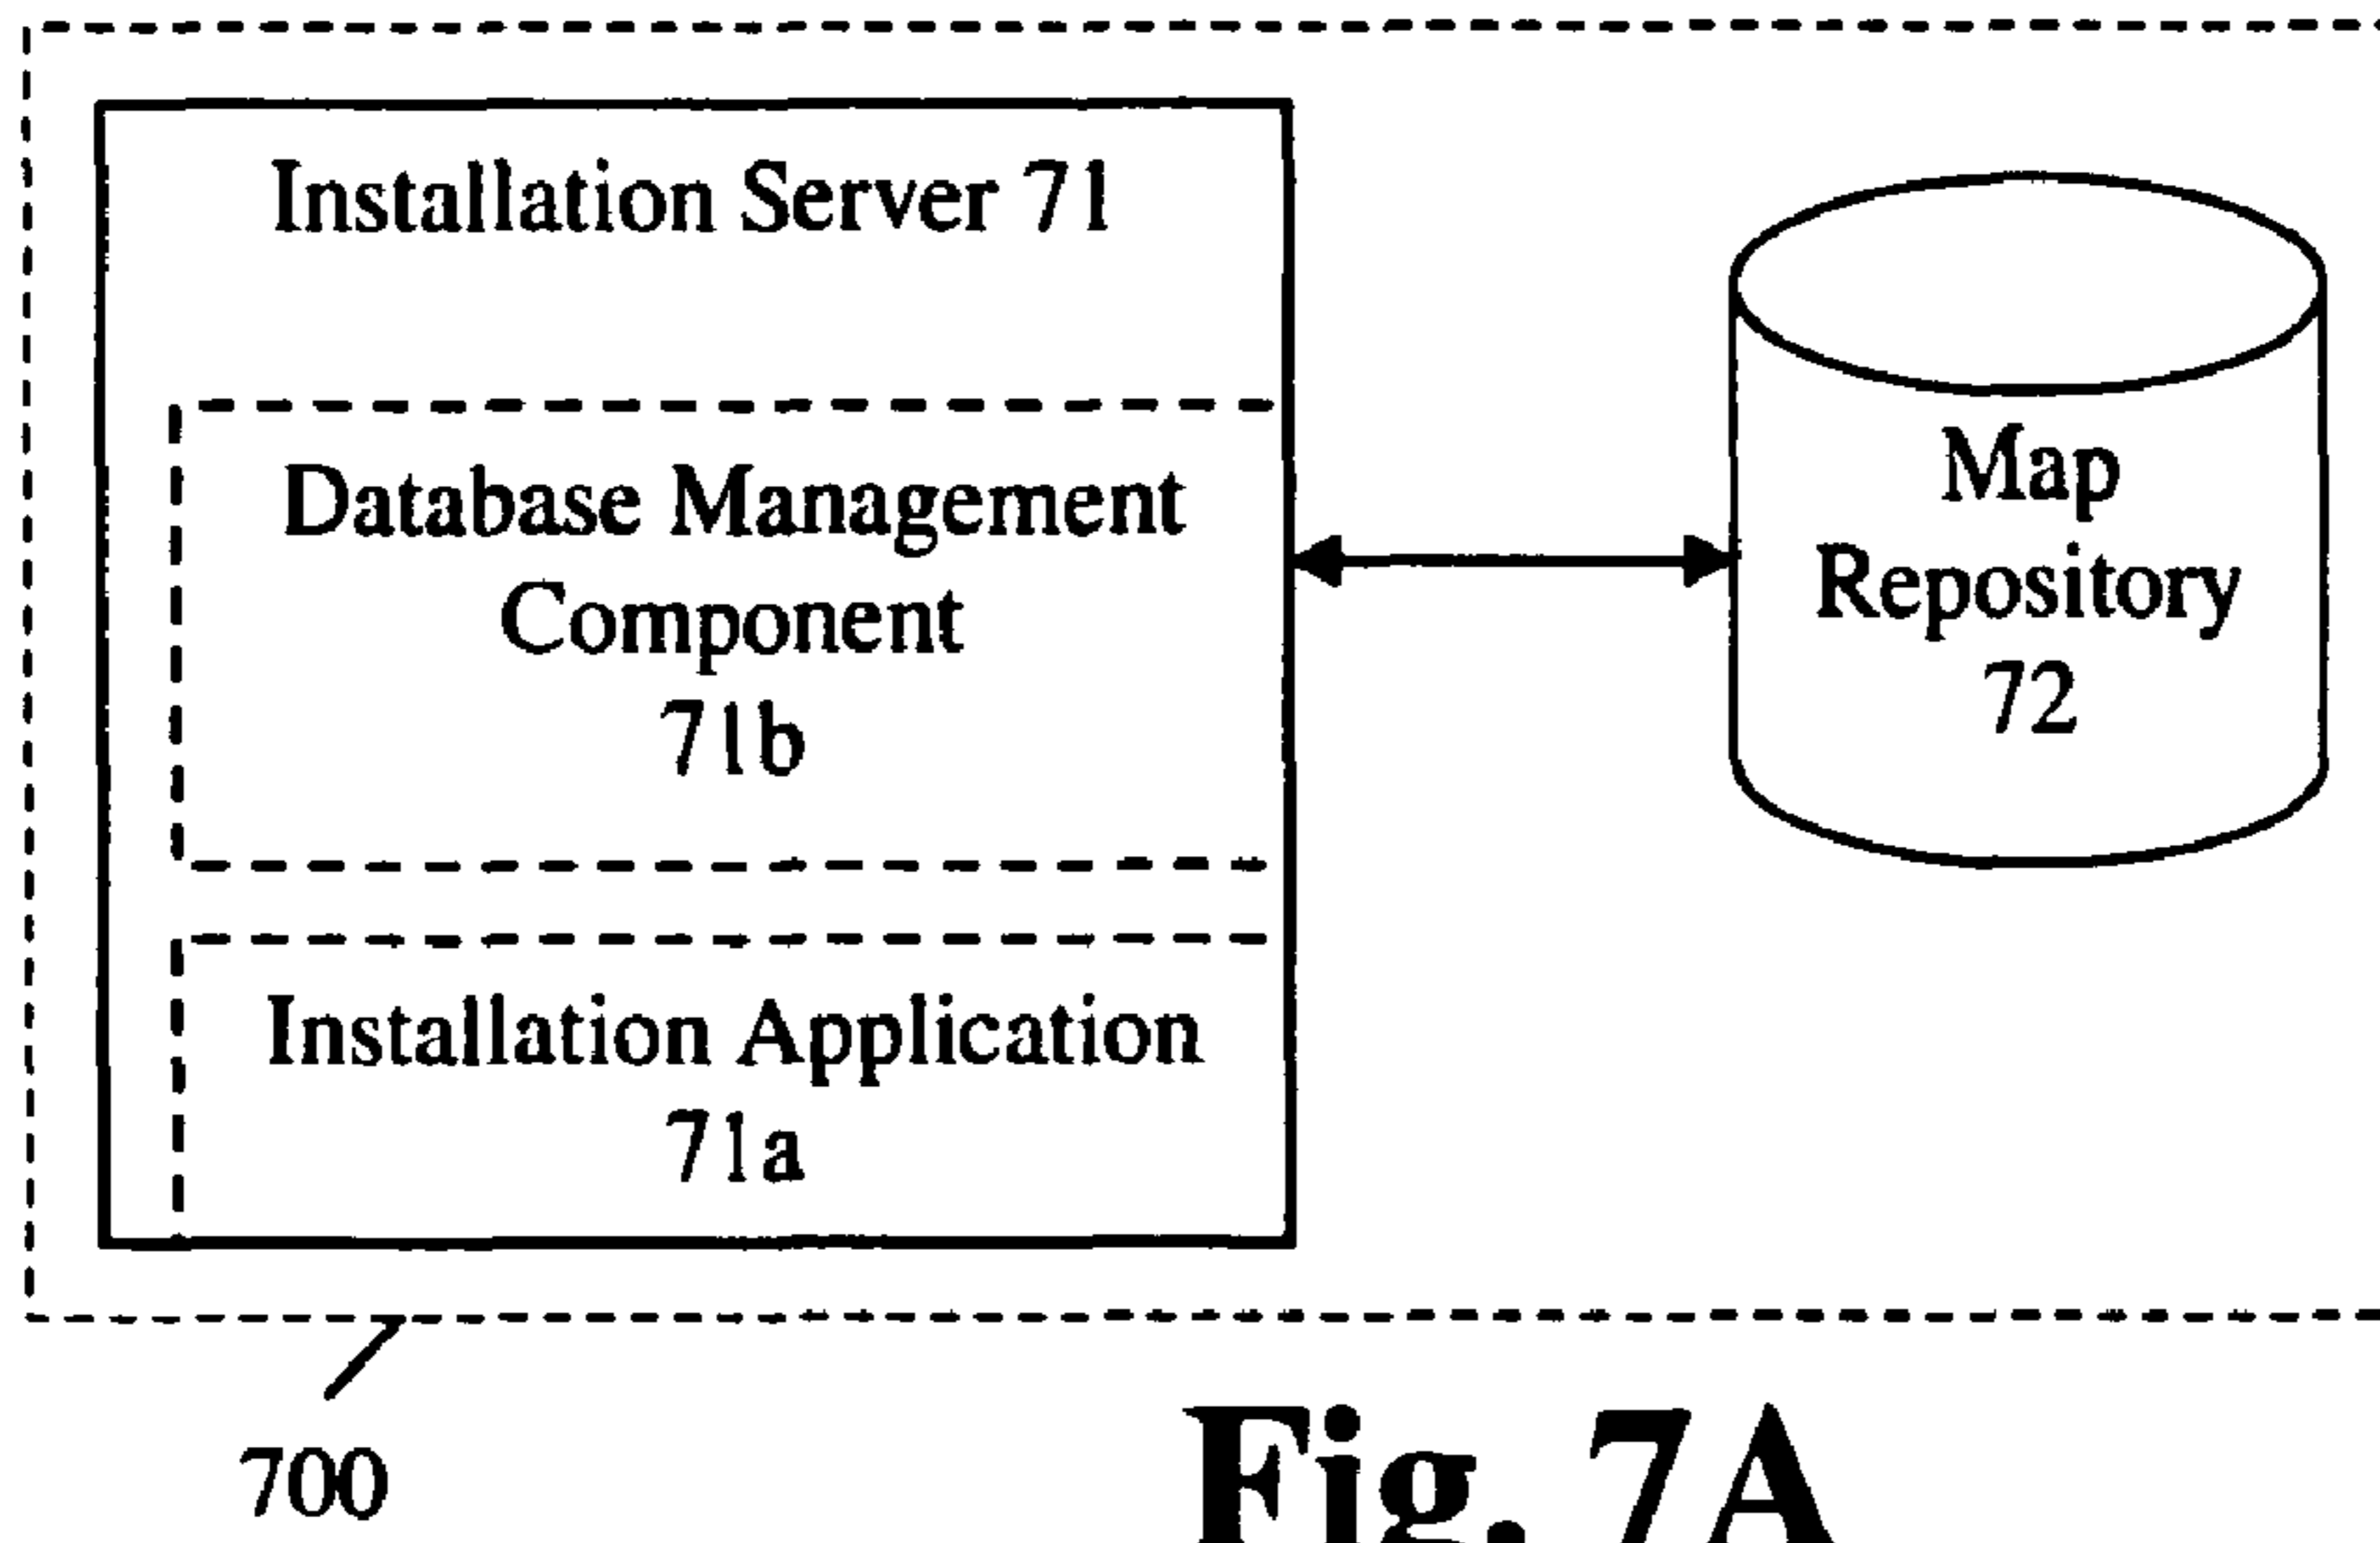 Installation Server 71
Database Management
Component
71b
Installation Application
71a
Map
Repository
72
700
Fig. 7A